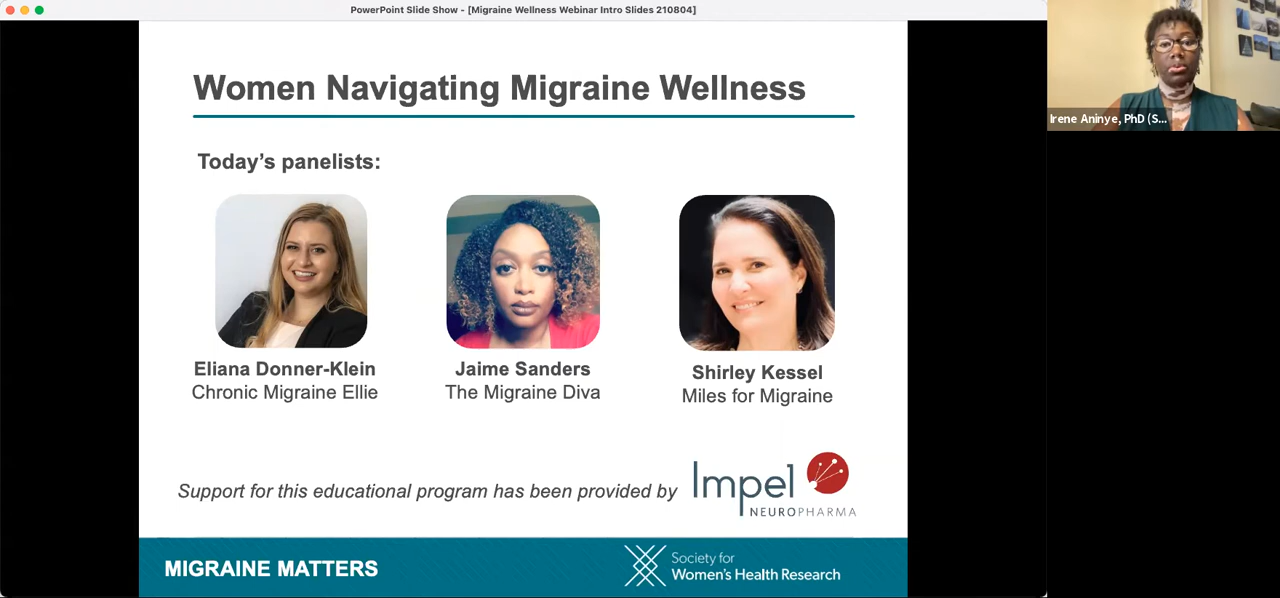 PowerPoint Slide Show - [Migraine Wellness Webinar Intro Slides 210804]
Women Navigating Migraine Wellness
Today's panelists:
Eliana Donner-Klein
Chronic Migraine Ellie
Jaime Sanders
The Migraine Diva
Shirley Kessel
Miles for Migraine
Support for this educational program has been provided by
Impel
NEUROPHARMA
MIGRAINE MATTERS
Society for
Women's Health Research
Irene Aninye, PhD (S...